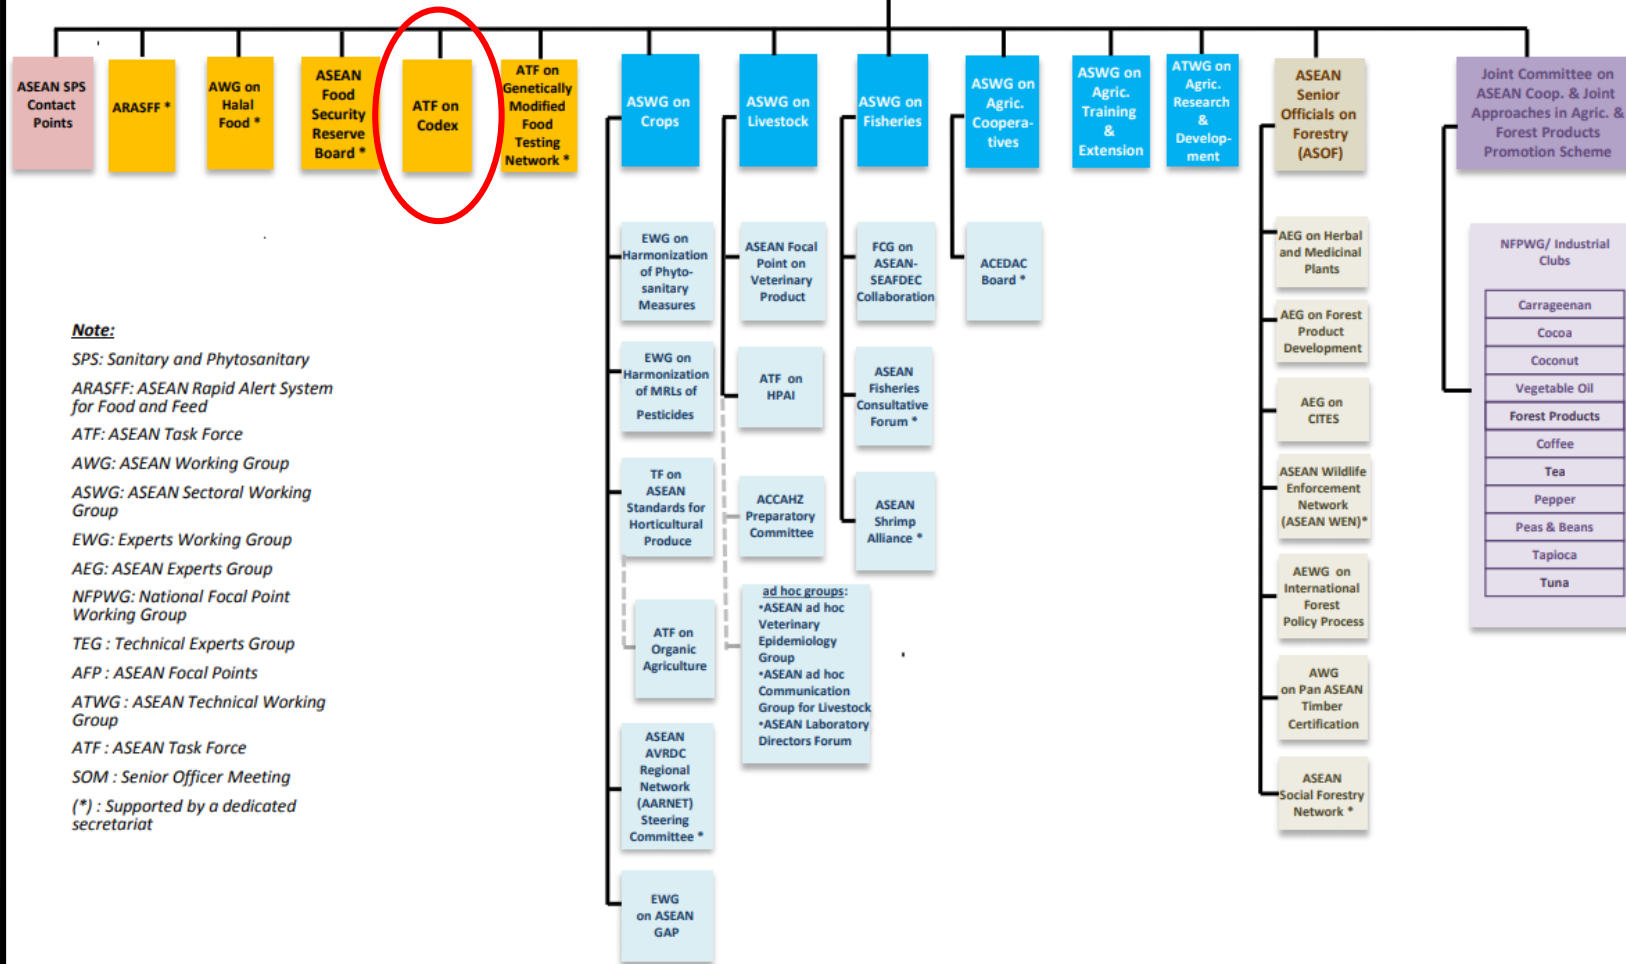 ASEAN SPS
Contact
Points
ARASFF *
AWG on
Halal
Food *
ASEAN
Food
Security
Reserve
Board *
ATF on
Codex
ATF on
Genetically
Modified
Food
Testing
Network *
ASWG on
Crops
ASWG on
Livestock
ASWG on
Fisheries
ASWG on
Agric.
Coopera-
tives
ASWG on
Agric.
Training
&
Extension
ATWG on
Agric.
Research
&
Develop-
ment
ASEAN
Senior
Officials on
Forestry
(ASOF)
Joint Committee on
ASEAN Coop. & Joint
Approaches in Agric. &
Forest Products
Promotion Scheme
EWG on
Harmonization
of Phyto-
sanitary
Measures
EWG on
Harmonization
of MRLs of
Pesticides
TF on
ASEAN
Standards for
Horticultural
Produce
ATF on
Organic
Agriculture
ASEAN
AVRDC
Regional
Network
(AARNET)
Steering
Committee *
EWG
on ASEAN
GAP
ASEAN Focal
Point on
Veterinary
Product
ATF on
HPAI
ACCAHZ
Preparatory
Committee
ad hoc groups:
•ASEAN ad hoc
Veterinary
Epidemiology
Group
•ASEAN ad hoc
Communication
Group for Livestock
•ASEAN Laboratory
Directors Forum
FCG on
ASEAN-
SEAFDEC
Collaboration
ASEAN
Fisheries
Consultative
Forum *
ASEAN
Shrimp
Alliance *
ACEDAC
Board *
AEG on Herbal
and Medicinal
Plants
AEG on Forest
Product
Development
AEG on
CITES
ASEAN Wildlife
Enforcement
Network
(ASEAN WEN)*
AEWG on
International
Forest
Policy Process
AWG
on Pan ASEAN
Timber
Certification
ASEAN
Social Forestry
Network *
NFPWG/ Industrial
Clubs
Carrageenan
Cocoa
Coconut
Vegetable Oil
Forest Products
Coffee
Tea
Pepper
Peas & Beans
Tapioca
Tuna
Note:
SPS: Sanitary and Phytosanitary
ARASFF: ASEAN Rapid Alert System
for Food and Feed
ATF: ASEAN Task Force
AWG: ASEAN Working Group
ASWG: ASEAN Sectoral Working
Group
EWG: Experts Working Group
AEG: ASEAN Experts Group
NFPWG: National Focal Point
Working Group
TEG : Technical Experts Group
AFP : ASEAN Focal Points
ATWG : ASEAN Technical Working
Group
ATF : ASEAN Task Force
SOM : Senior Officer Meeting
(*) : Supported by a dedicated
secretariat